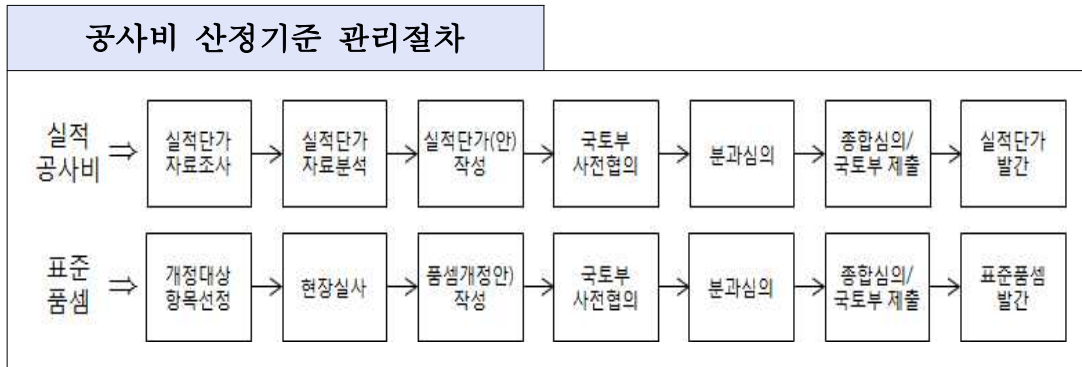 공사비 산정기준 관리절차
실적
공사비
⇒
실적단가
자료조사
→
실적단가
자료분석
→
실적단가(안)
작성
→
국토부
사전협의
→
분과심의
→
종합심의/
국토부 제출
→
실적단가
발간
표준
품셈
⇒
개정대상
항목선정
→
현장실사
→
품셈개정안)
작성
→
국토부
사전협의
→
분과심의
→
종합심의/
국토부 제출
→
표준품셈
발간